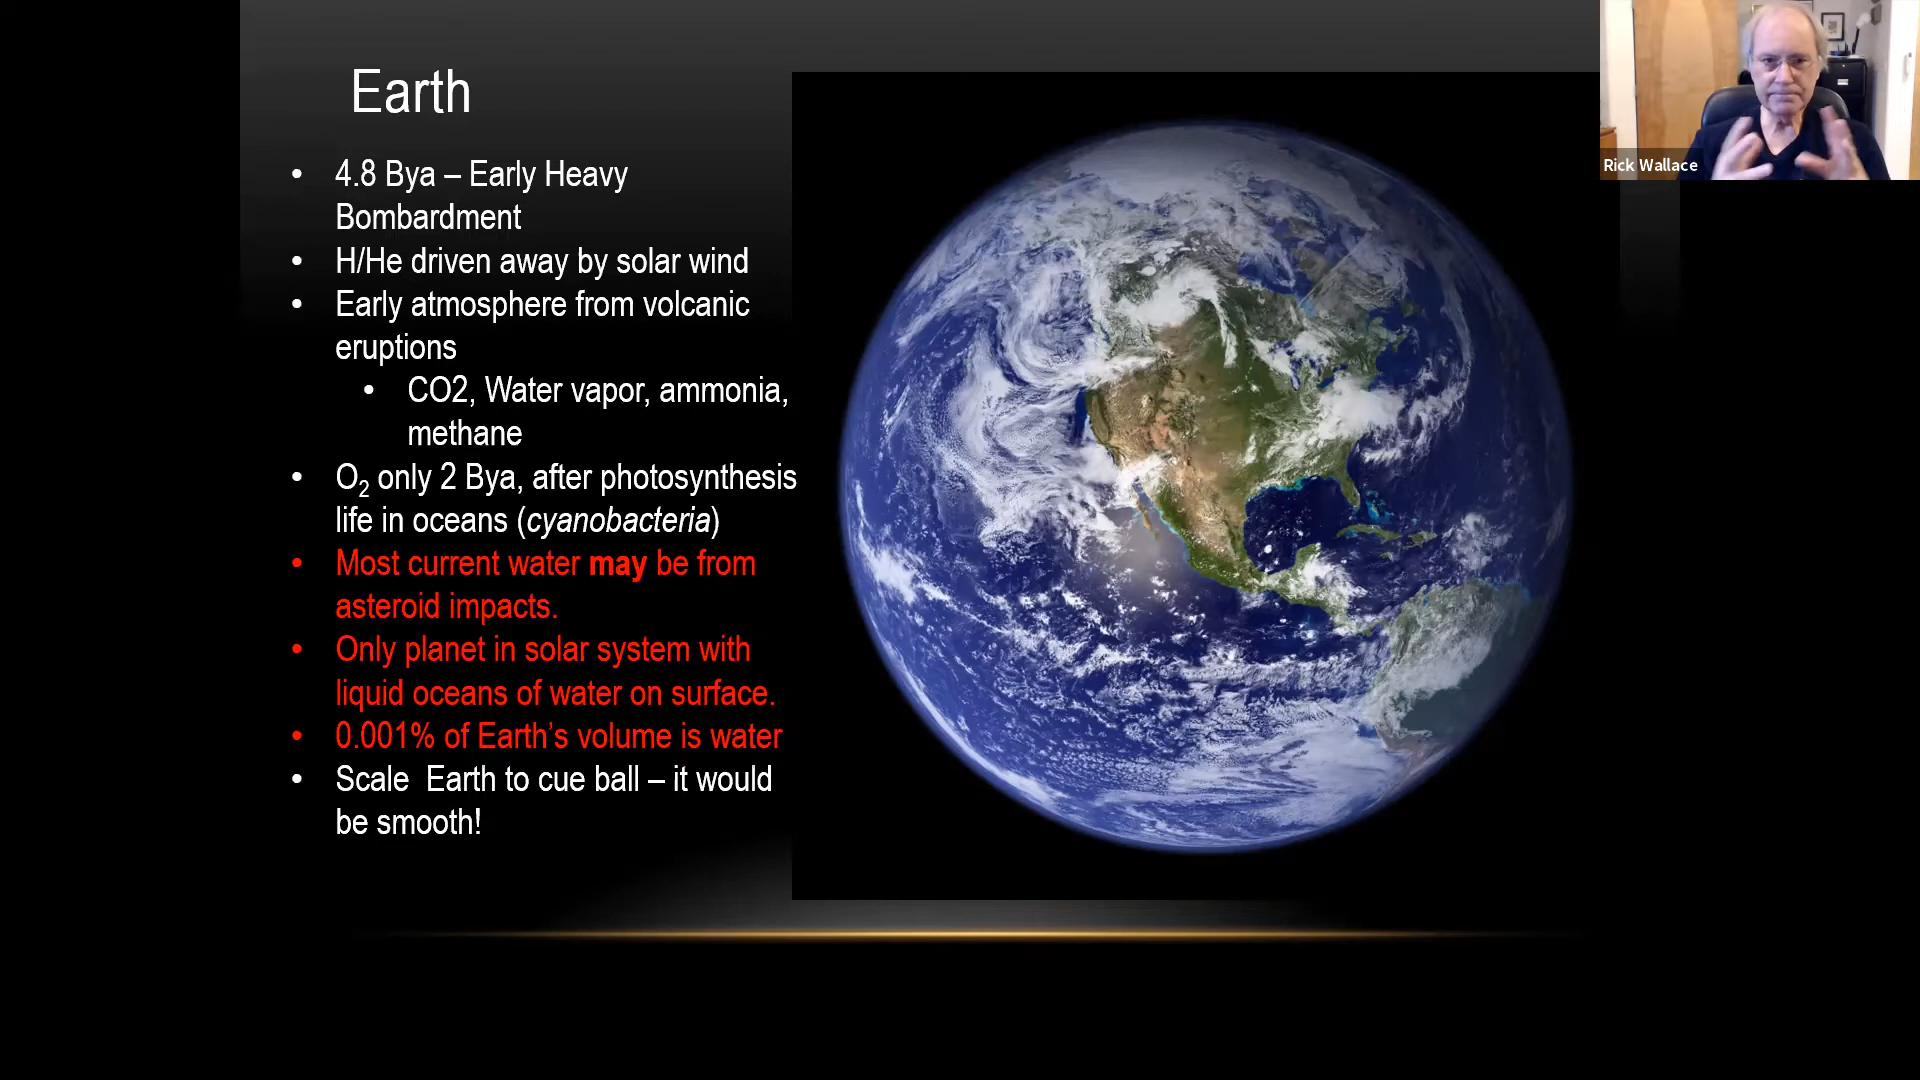 Earth
• 4.8 Bya – Early Heavy
Bombardment
• H/He driven away by solar wind
• Early atmosphere from volcanic
eruptions
• CO2, Water vapor, ammonia,
methane
• O₂ only 2 Bya, after photosynthesis
life in oceans (cyanobacteria)
• Most current water may be from
asteroid impacts.
• Only planet in solar system with
liquid oceans of water on surface.
• 0.001% of Earth’s volume is water
• Scale  Earth to cue ball – it would
be smooth!
Rick Wallace